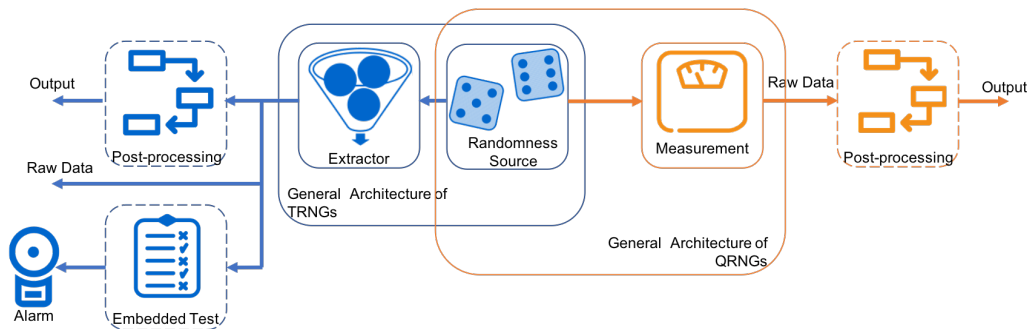 Output
Post-processing
Raw Data
Alarm
Embedded Test
Extractor
General Architecture of
TRNGs
Randomness
Source
Measurement
General Architecture of
QRNGs
Raw Data
Post-processing
Output